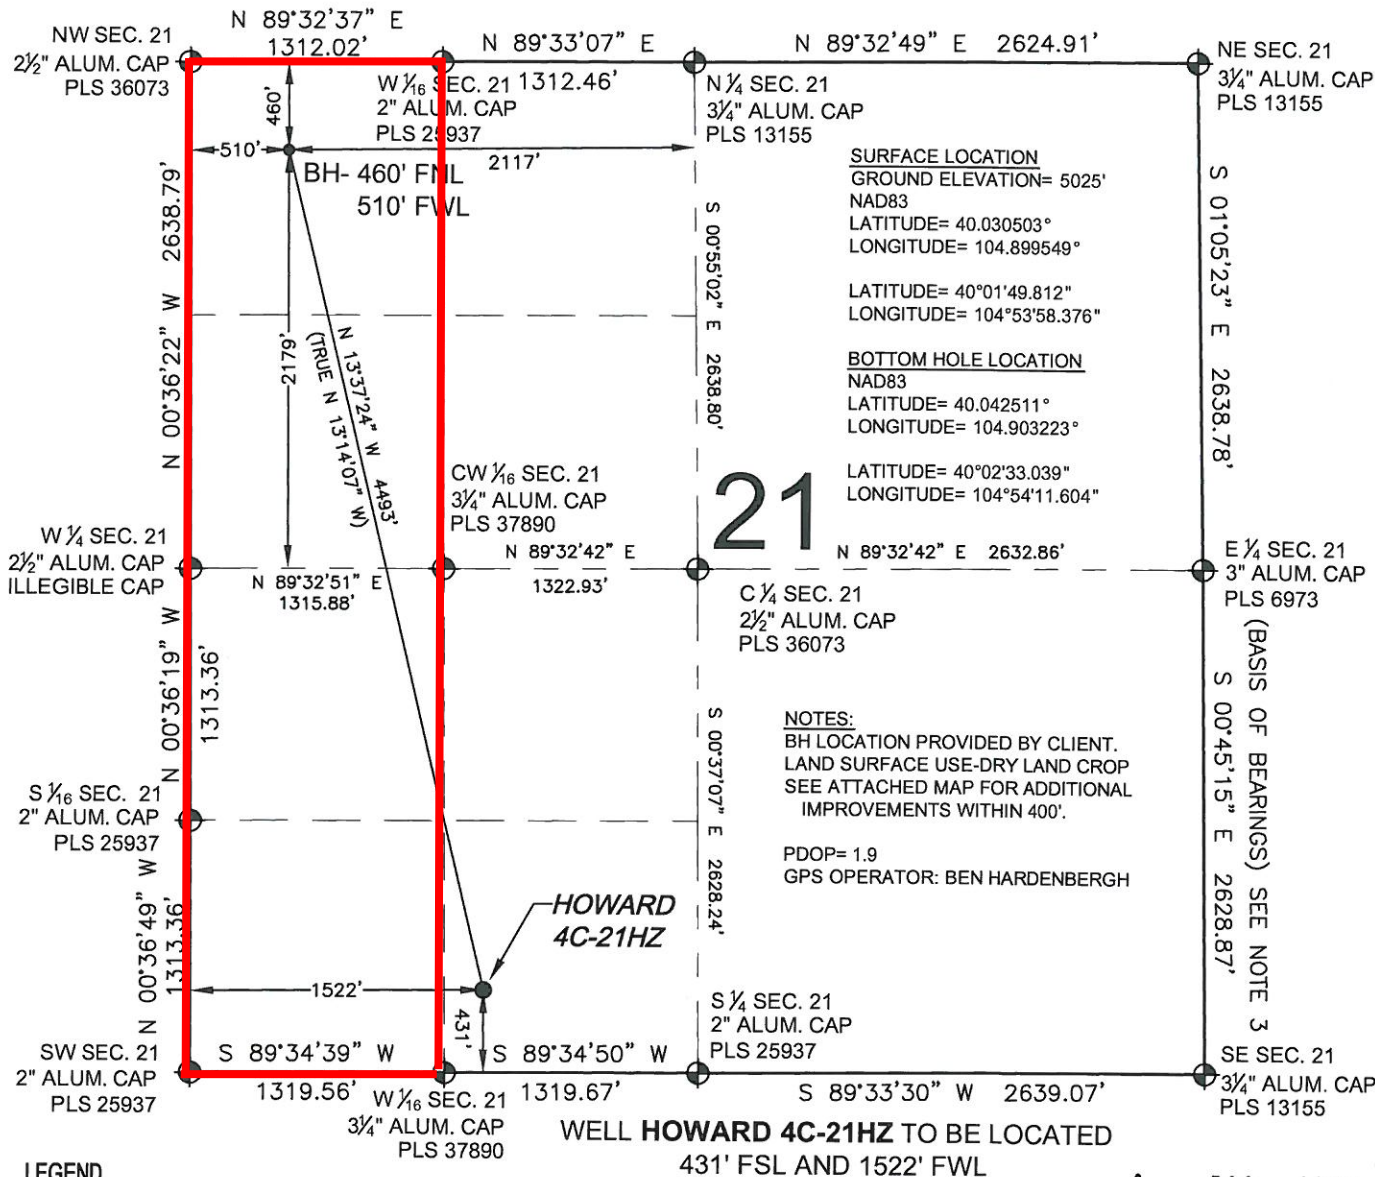 N 89°32'37" E
1312.02'
N 89°33'07" E
1312.46'
N 89°32'49" E 2624.91'
NW SEC. 21
2½" ALUM. CAP
PLS 36073
W 1/16 SEC. 21
2" ALUM. CAP
PLS 25937
N ¼ SEC. 21
3¼" ALUM. CAP
PLS 13155
NE SEC. 21
3¼" ALUM. CAP
PLS 13155
460'
510'
2117'
BH- 460' FNL
510' FWL
SURFACE LOCATION
GROUND ELEVATION= 5025'
NAD83
LATITUDE= 40.030503°
LONGITUDE= 104.899549°
LATITUDE= 40°01'49.812"
LONGITUDE= 104°53'58.376"
BOTTOM HOLE LOCATION
NAD83
LATITUDE= 40.042511°
LONGITUDE= 104.903223°
LATITUDE= 40°02'33.039"
LONGITUDE= 104°54'11.604"
N 00°36'22" W 2638.79'
2179'
N 13°37'24" W 4493'
(TRUE N 13°14'07" W)
S 00°55'02" E 2638.80'
S 01°05'23" E 2638.78'
21
CW 1/16 SEC. 21
3¼" ALUM. CAP
PLS 37890
W ¼ SEC. 21
2½" ALUM. CAP
ILLEGIBLE CAP
N 89°32'51" E
1315.88'
N 89°32'42" E
1322.93'
N 89°32'42" E 2632.86'
C ¼ SEC. 21
2½" ALUM. CAP
PLS 36073
E ¼ SEC. 21
3" ALUM. CAP
PLS 6973
N 00°36'19" W
1313.36'
S 00°37'07" E 2628.24'
S 00°45'15" E 2628.87'
(BASIS OF BEARINGS) SEE NOTE 3
NOTES:
BH LOCATION PROVIDED BY CLIENT.
LAND SURFACE USE-DRY LAND CROP
SEE ATTACHED MAP FOR ADDITIONAL
IMPROVEMENTS WITHIN 400'.
PDOP= 1.9
GPS OPERATOR: BEN HARDENBERGH
S 1/16 SEC. 21
2" ALUM. CAP
PLS 25937
N 00°36'49" W
1313.36'
HOWARD
4C-21HZ
1522'
431'
SW SEC. 21
2" ALUM. CAP
PLS 25937
S 89°34'39" W
1319.56'
W 1/16 SEC. 21
3¼" ALUM. CAP
PLS 37890
S 89°34'50" W
1319.67'
S ¼ SEC. 21
2" ALUM. CAP
PLS 25937
S 89°33'30" W 2639.07'
SE SEC. 21
3¼" ALUM. CAP
PLS 13155
WELL HOWARD 4C-21HZ TO BE LOCATED
431' FSL AND 1522' FWL
LEGEND